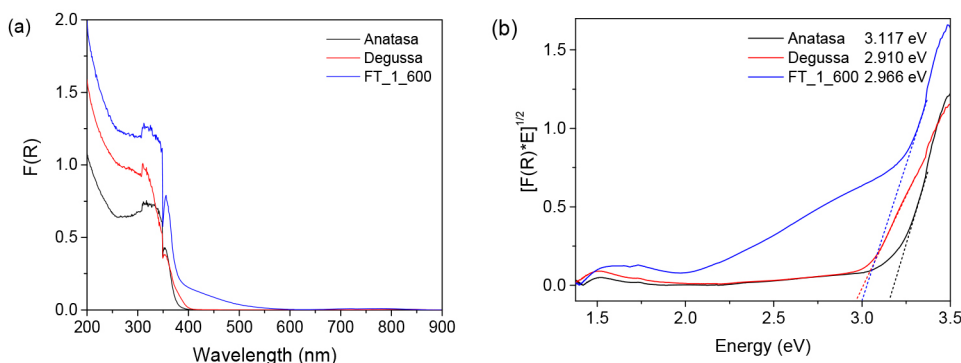 (a)
2.0
1.5
1.0
0.5
0.0
F(R)
Anatasa
Degussa
FT_1_600
200 300 400 500 600 700 800 900
Wavelength (nm)
(b)
1.5
1.0
0.5
0.0
[F(R)*E]^1/2
Anatasa 3.117 eV
Degussa 2.910 eV
FT_1_600 2.966 eV
1.5 2.0 2.5 3.0 3.5
Energy (eV)